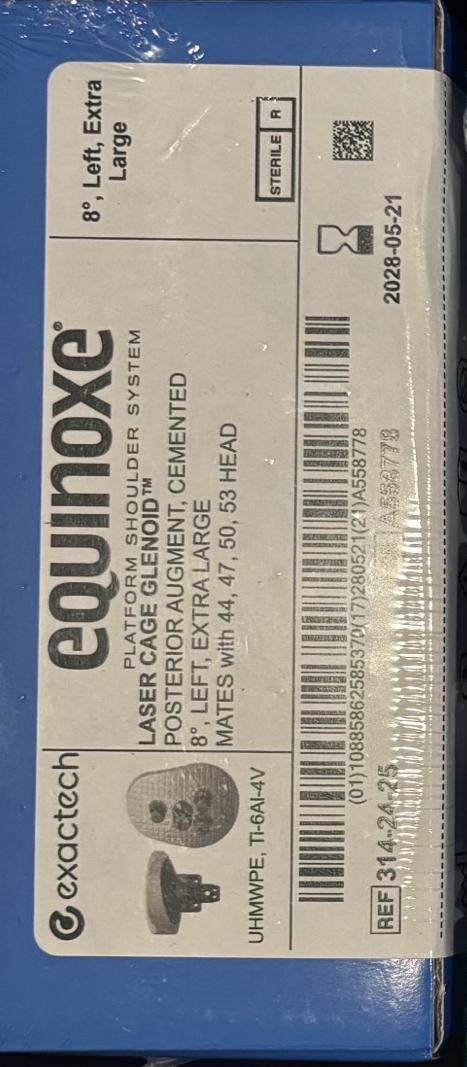 exactech
equinoxe®
PLATFORM SHOULDER SYSTEM
LASER CAGE GLENOID™
POSTERIOR AUGMENT, CEMENTED
8°, LEFT, EXTRA LARGE
MATES with 44, 47, 50, 53 HEAD
8°, Left, Extra
Large
UHMWPE, TI-6Al-4V
STERILE R
(01)10885862585370(17)280521(21)A558778
REF 314-24-25
A558778
2028-05-21